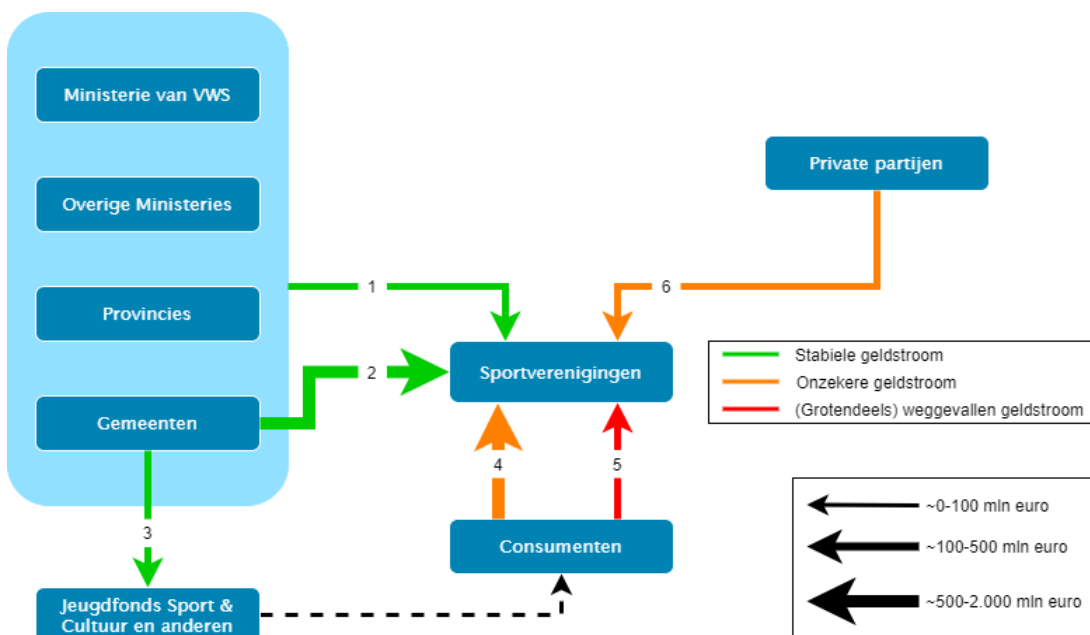 Ministerie van VWS
Overige Ministeries
Provincies
Gemeenten
Private partijen
1
6
2
Sportverenigingen
Stabiele geldstroom
Onzekere geldstroom
(Grotendeels) weggevallen geldstroom
4
5
3
Consumenten
~0-100 mln euro
~100-500 mln euro
~500-2.000 mln euro
Jeugdfonds Sport &
Cultuur en anderen